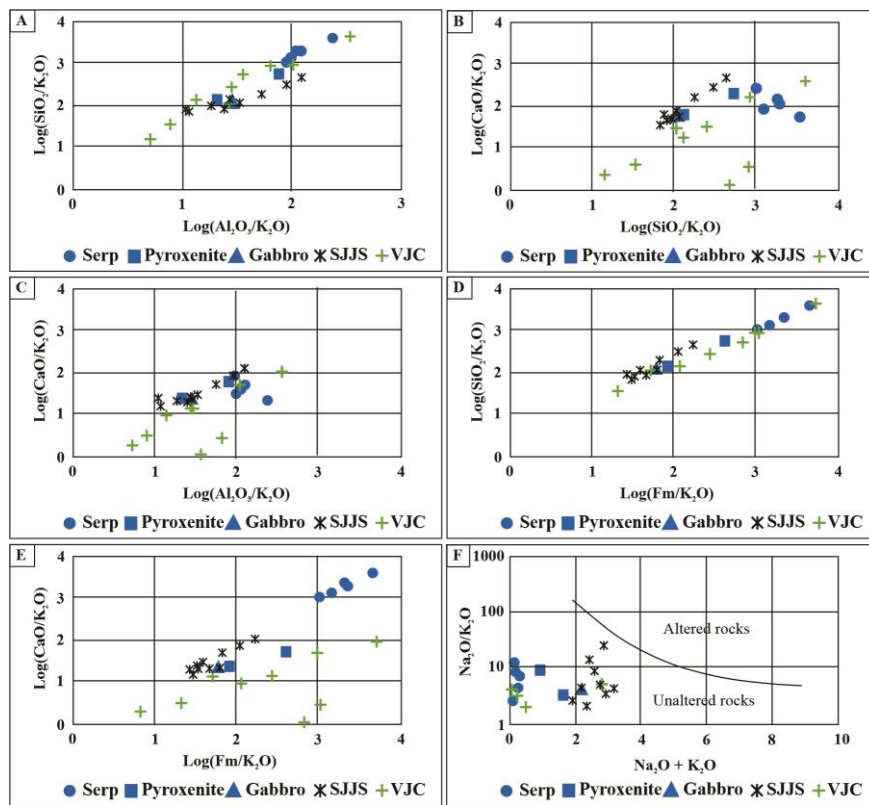 A
Log(SiO₂/K₂O)
4
3
2
1
0
0 1 2 3
Log(Al₂O₃/K₂O)
Serp Pyroxenite Gabbro SJJS VJC
B
Log(CaO/K₂O)
4
3
2
1
0
0 1 2 3 4
Log(SiO₂/K₂O)
Serp Pyroxenite Gabbro SJJS VJC
C
Log(CaO/K₂O)
4
3
2
1
0
0 1 2 3 4
Log(Al₂O₃/K₂O)
Serp Pyroxenite Gabbro SJJS VJC
D
Log(SiO₂/K₂O)
4
3
2
1
0
0 1 2 3 4
Log(Fm/K₂O)
Serp Pyroxenite Gabbro SJJS VJC
E
Log(CaO/K₂O)
4
3
2
1
0
0 1 2 3 4
Log(Fm/K₂O)
Serp Pyroxenite Gabbro SJJS VJC
F
Na₂O/K₂O
1000
100
10
1
Altered rocks
Unaltered rocks
0 2 4 6 8 10
Na₂O + K₂O
Serp Pyroxenite Gabbro SJJS VJC